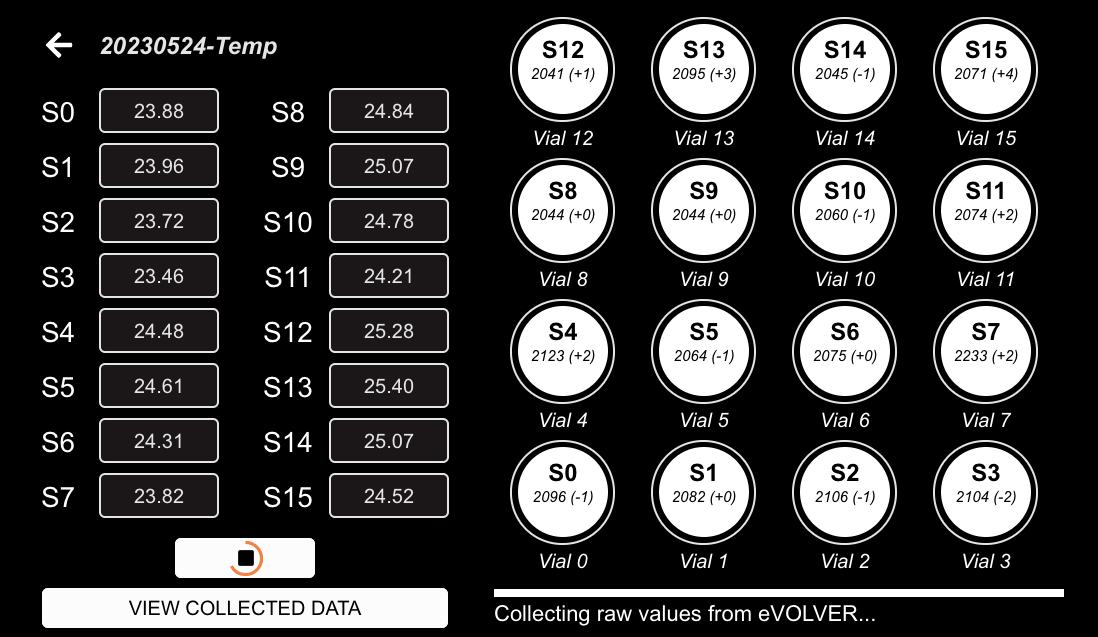 20230524-Temp
S0 23.88 S8 24.84
S1 23.96 S9 25.07
S2 23.72 S10 24.78
S3 23.46 S11 24.21
S4 24.48 S12 25.28
S5 24.61 S13 25.40
S6 24.31 S14 25.07
S7 23.82 S15 24.52
VIEW COLLECTED DATA
S12 S13 S14 S15
2041 (+1) 2095 (+3) 2045 (-1) 2071 (+4)
Vial 12 Vial 13 Vial 14 Vial 15
S8 S9 S10 S11
2044 (+0) 2044 (+0) 2060 (-1) 2074 (+2)
Vial 8 Vial 9 Vial 10 Vial 11
S4 S5 S6 S7
2123 (+2) 2064 (-1) 2075 (+0) 2233 (+2)
Vial 4 Vial 5 Vial 6 Vial 7
S0 S1 S2 S3
2096 (-1) 2082 (+0) 2106 (-1) 2104 (-2)
Vial 0 Vial 1 Vial 2 Vial 3
Collecting raw values from eVOLVER...